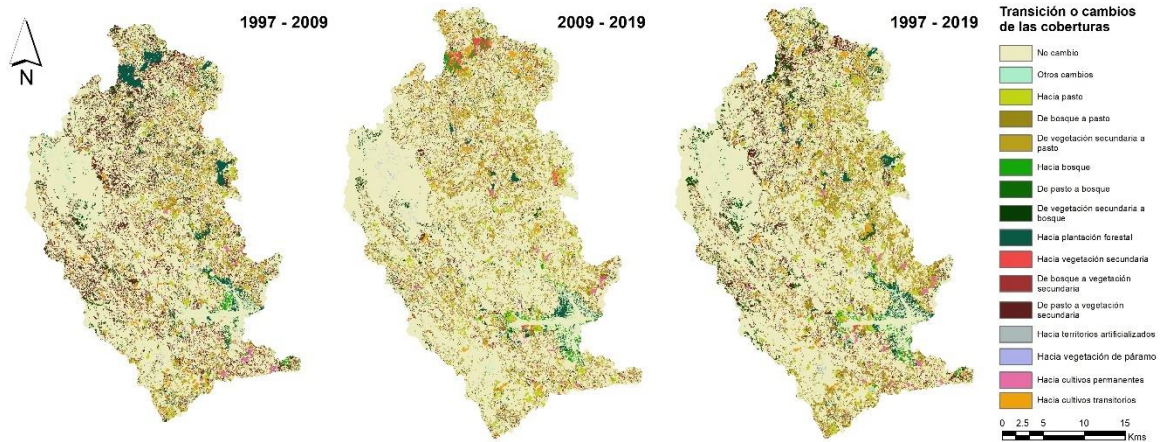 1997 - 2009
2009 - 2019
1997 - 2019
N
Transición o cambios
de las coberturas
No cambio
Otros cambios
Hacia pasto
De bosque a pasto
De vegetación secundaria a
pasto
Hacia bosque
De pasto a bosque
De vegetación secundaria a
bosque
Hacia plantación forestal
Hacia vegetación secundaria
De bosque a vegetación
secundaria
De pasto a vegetación
secundaria
Hacia territorios artificializados
Hacia vegetación de páramo
Hacia cultivos permanentes
Hacia cultivos transitorios
0 2.5 5 10 15
Kms